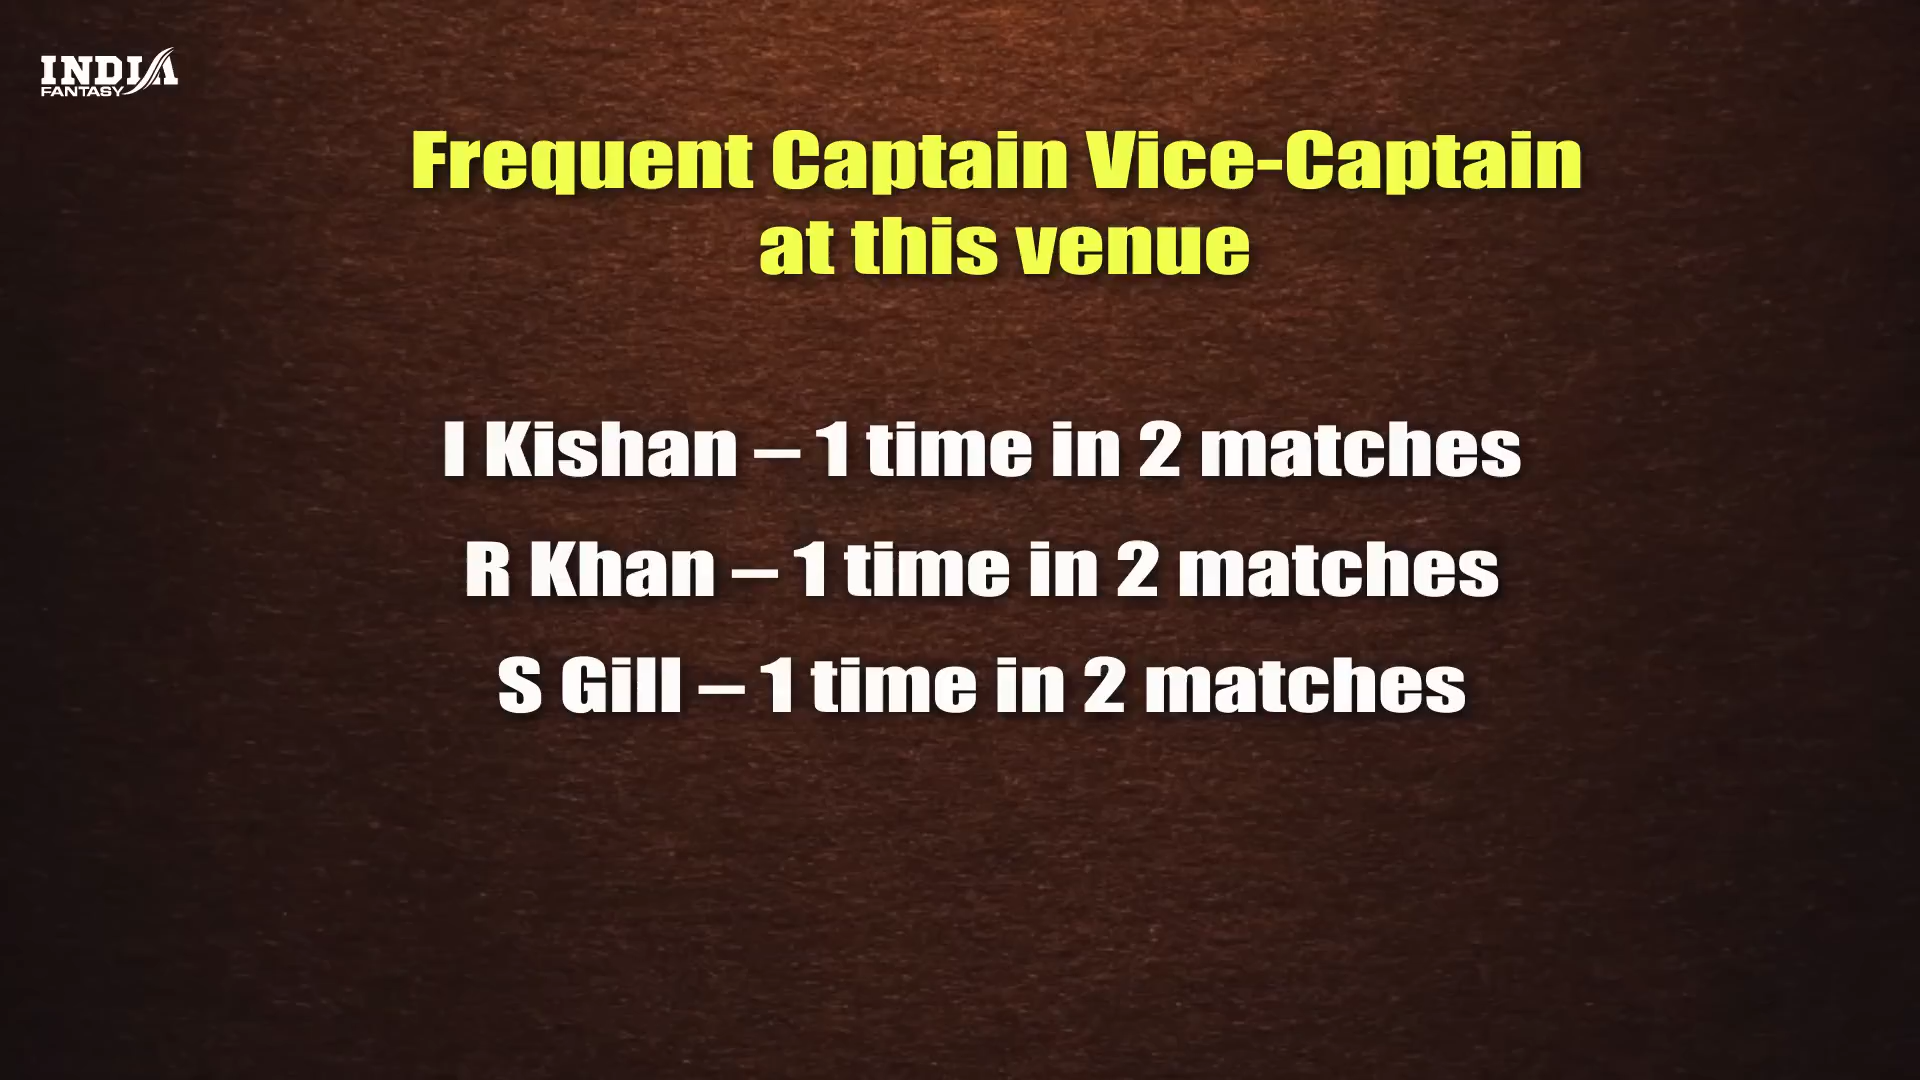 INDIA
FANTASY
Frequent Captain Vice-Captain
at this venue
I Kishan – 1 time in 2 matches
R Khan – 1 time in 2 matches
S Gill – 1 time in 2 matches